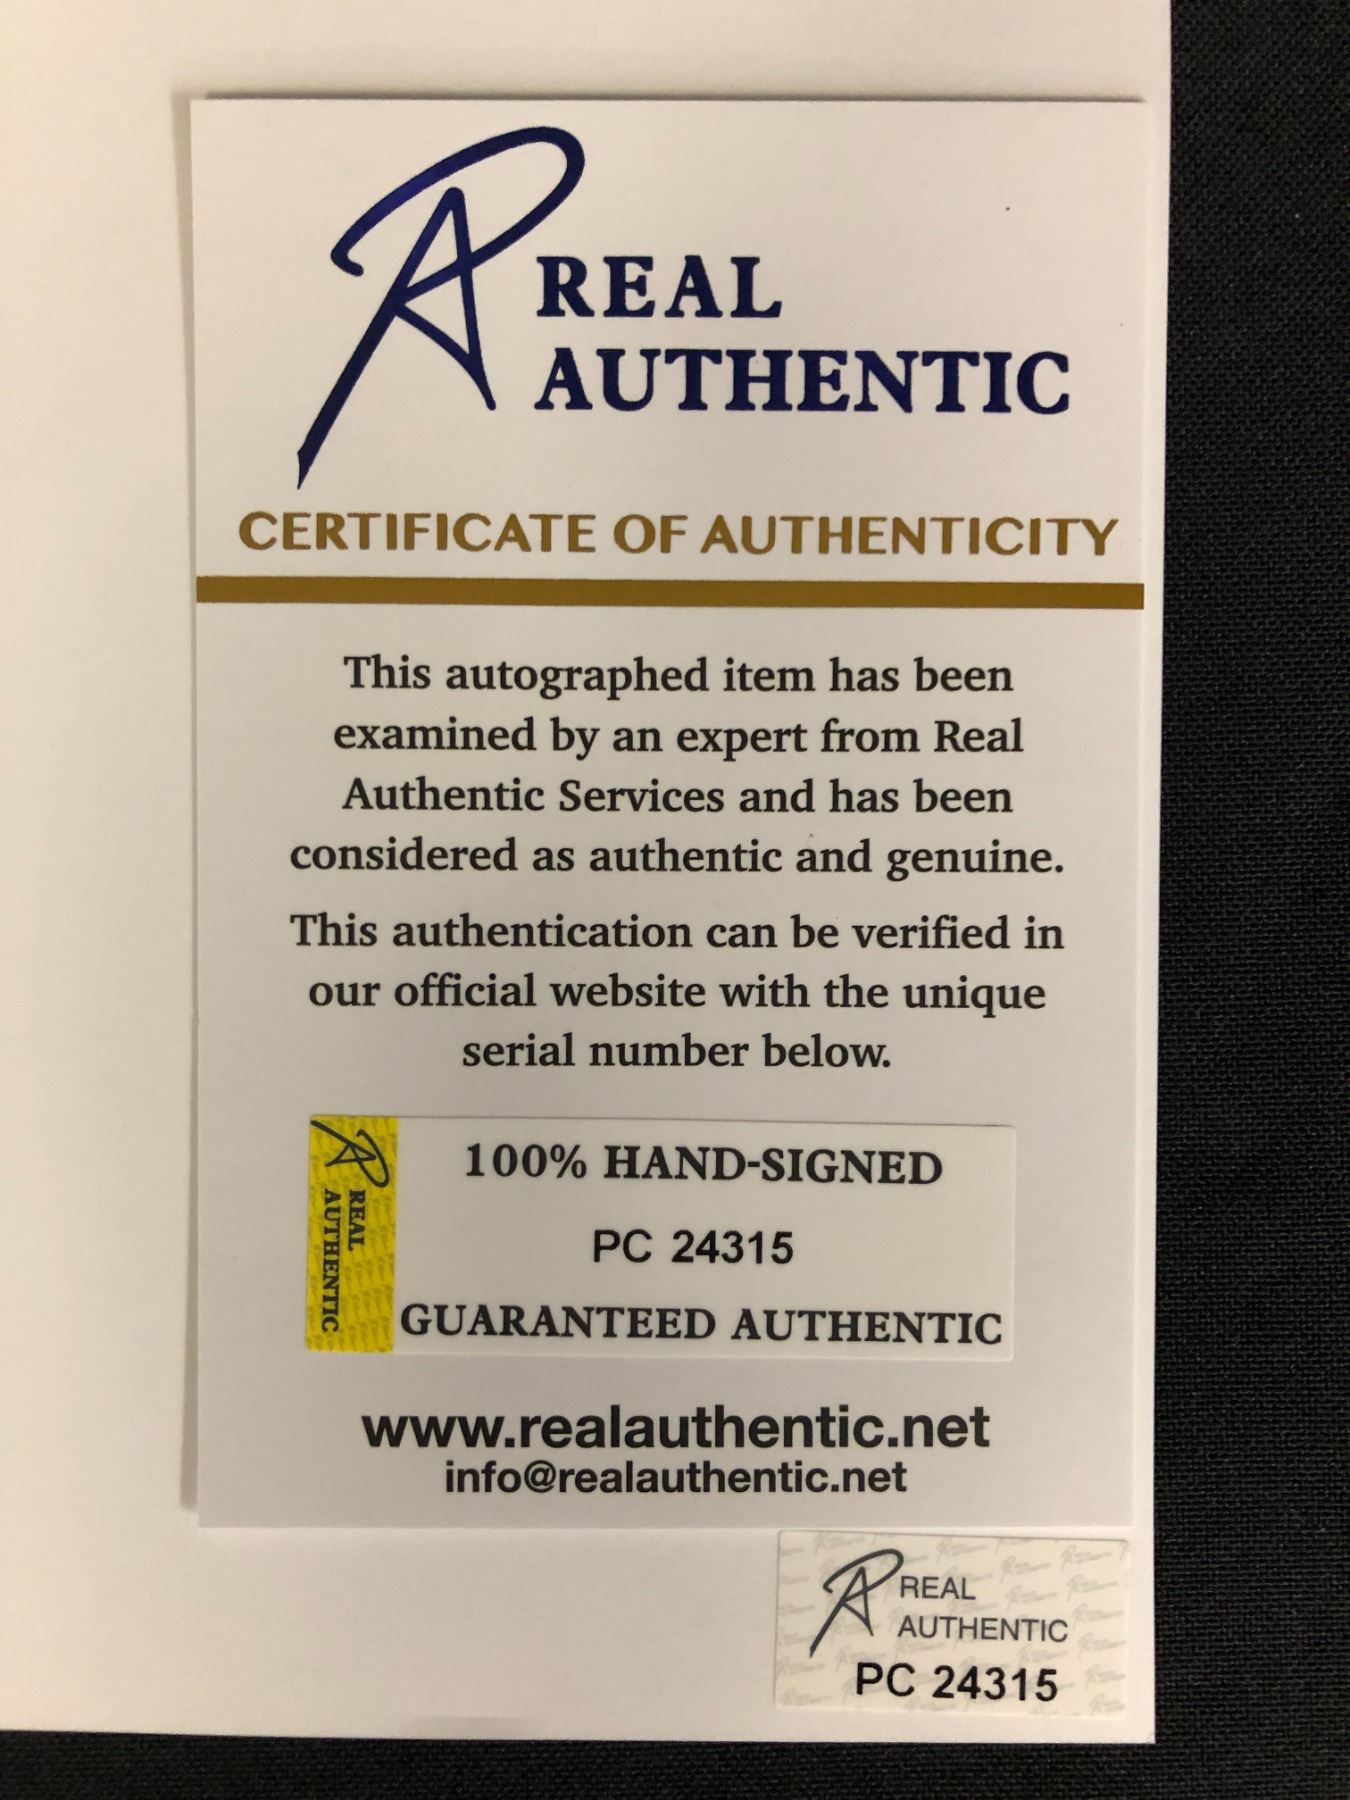 REAL
AUTHENTIC
CERTIFICATE OF AUTHENTICITY
This autographed item has been
examined by an expert from Real
Authentic Services and has been
considered as authentic and genuine.
This authentication can be verified in
our official website with the unique
serial number below.
REAL
AUTHENTIC
100% HAND-SIGNED
PC 24315
GUARANTEED AUTHENTIC
www.realauthentic.net
info@realauthentic.net
REAL
AUTHENTIC
PC 24315